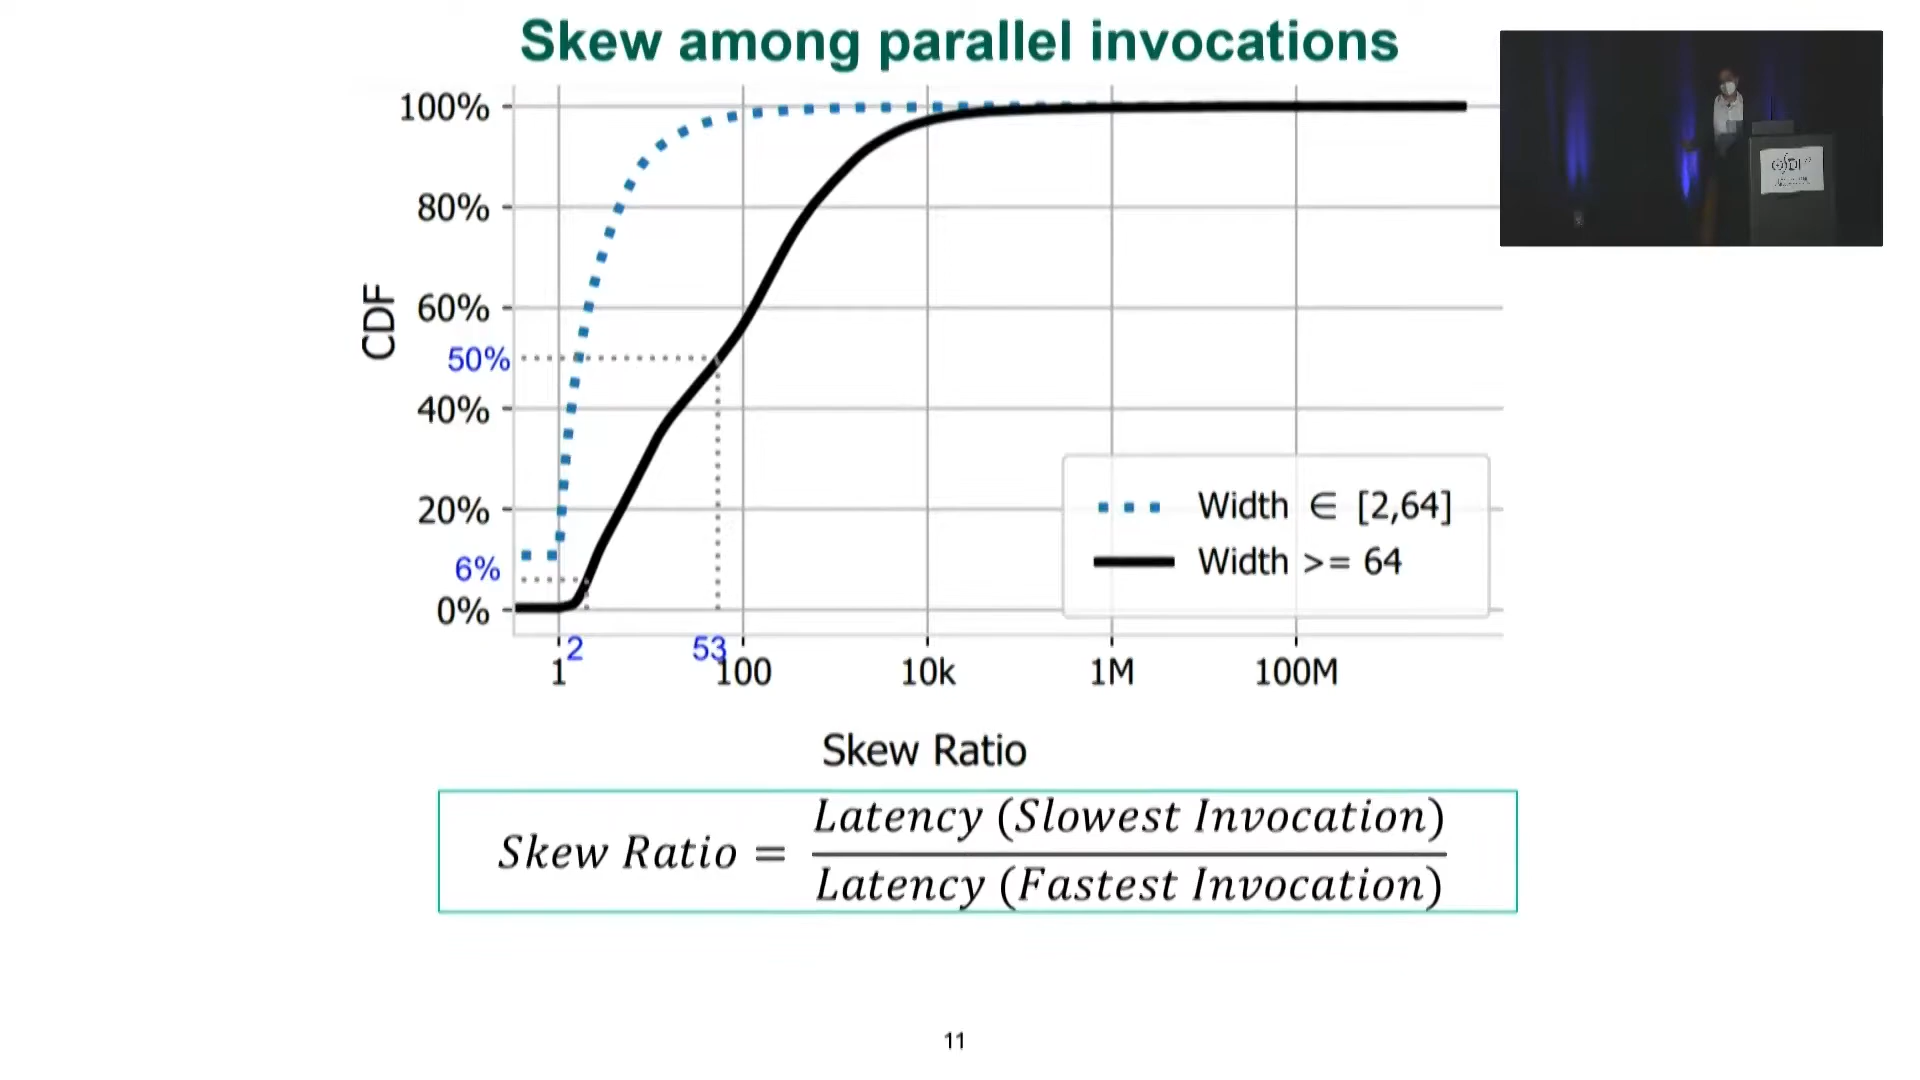 Skew among parallel invocations
100%
80%
60%
50%
40%
20%
6%
0%
CDF
1
2
53
100
10k
1M
100M
Skew Ratio
Width ∈ [2,64]
Width >= 64
Skew Ratio = Latency (Slowest Invocation)
Latency (Fastest Invocation)
11